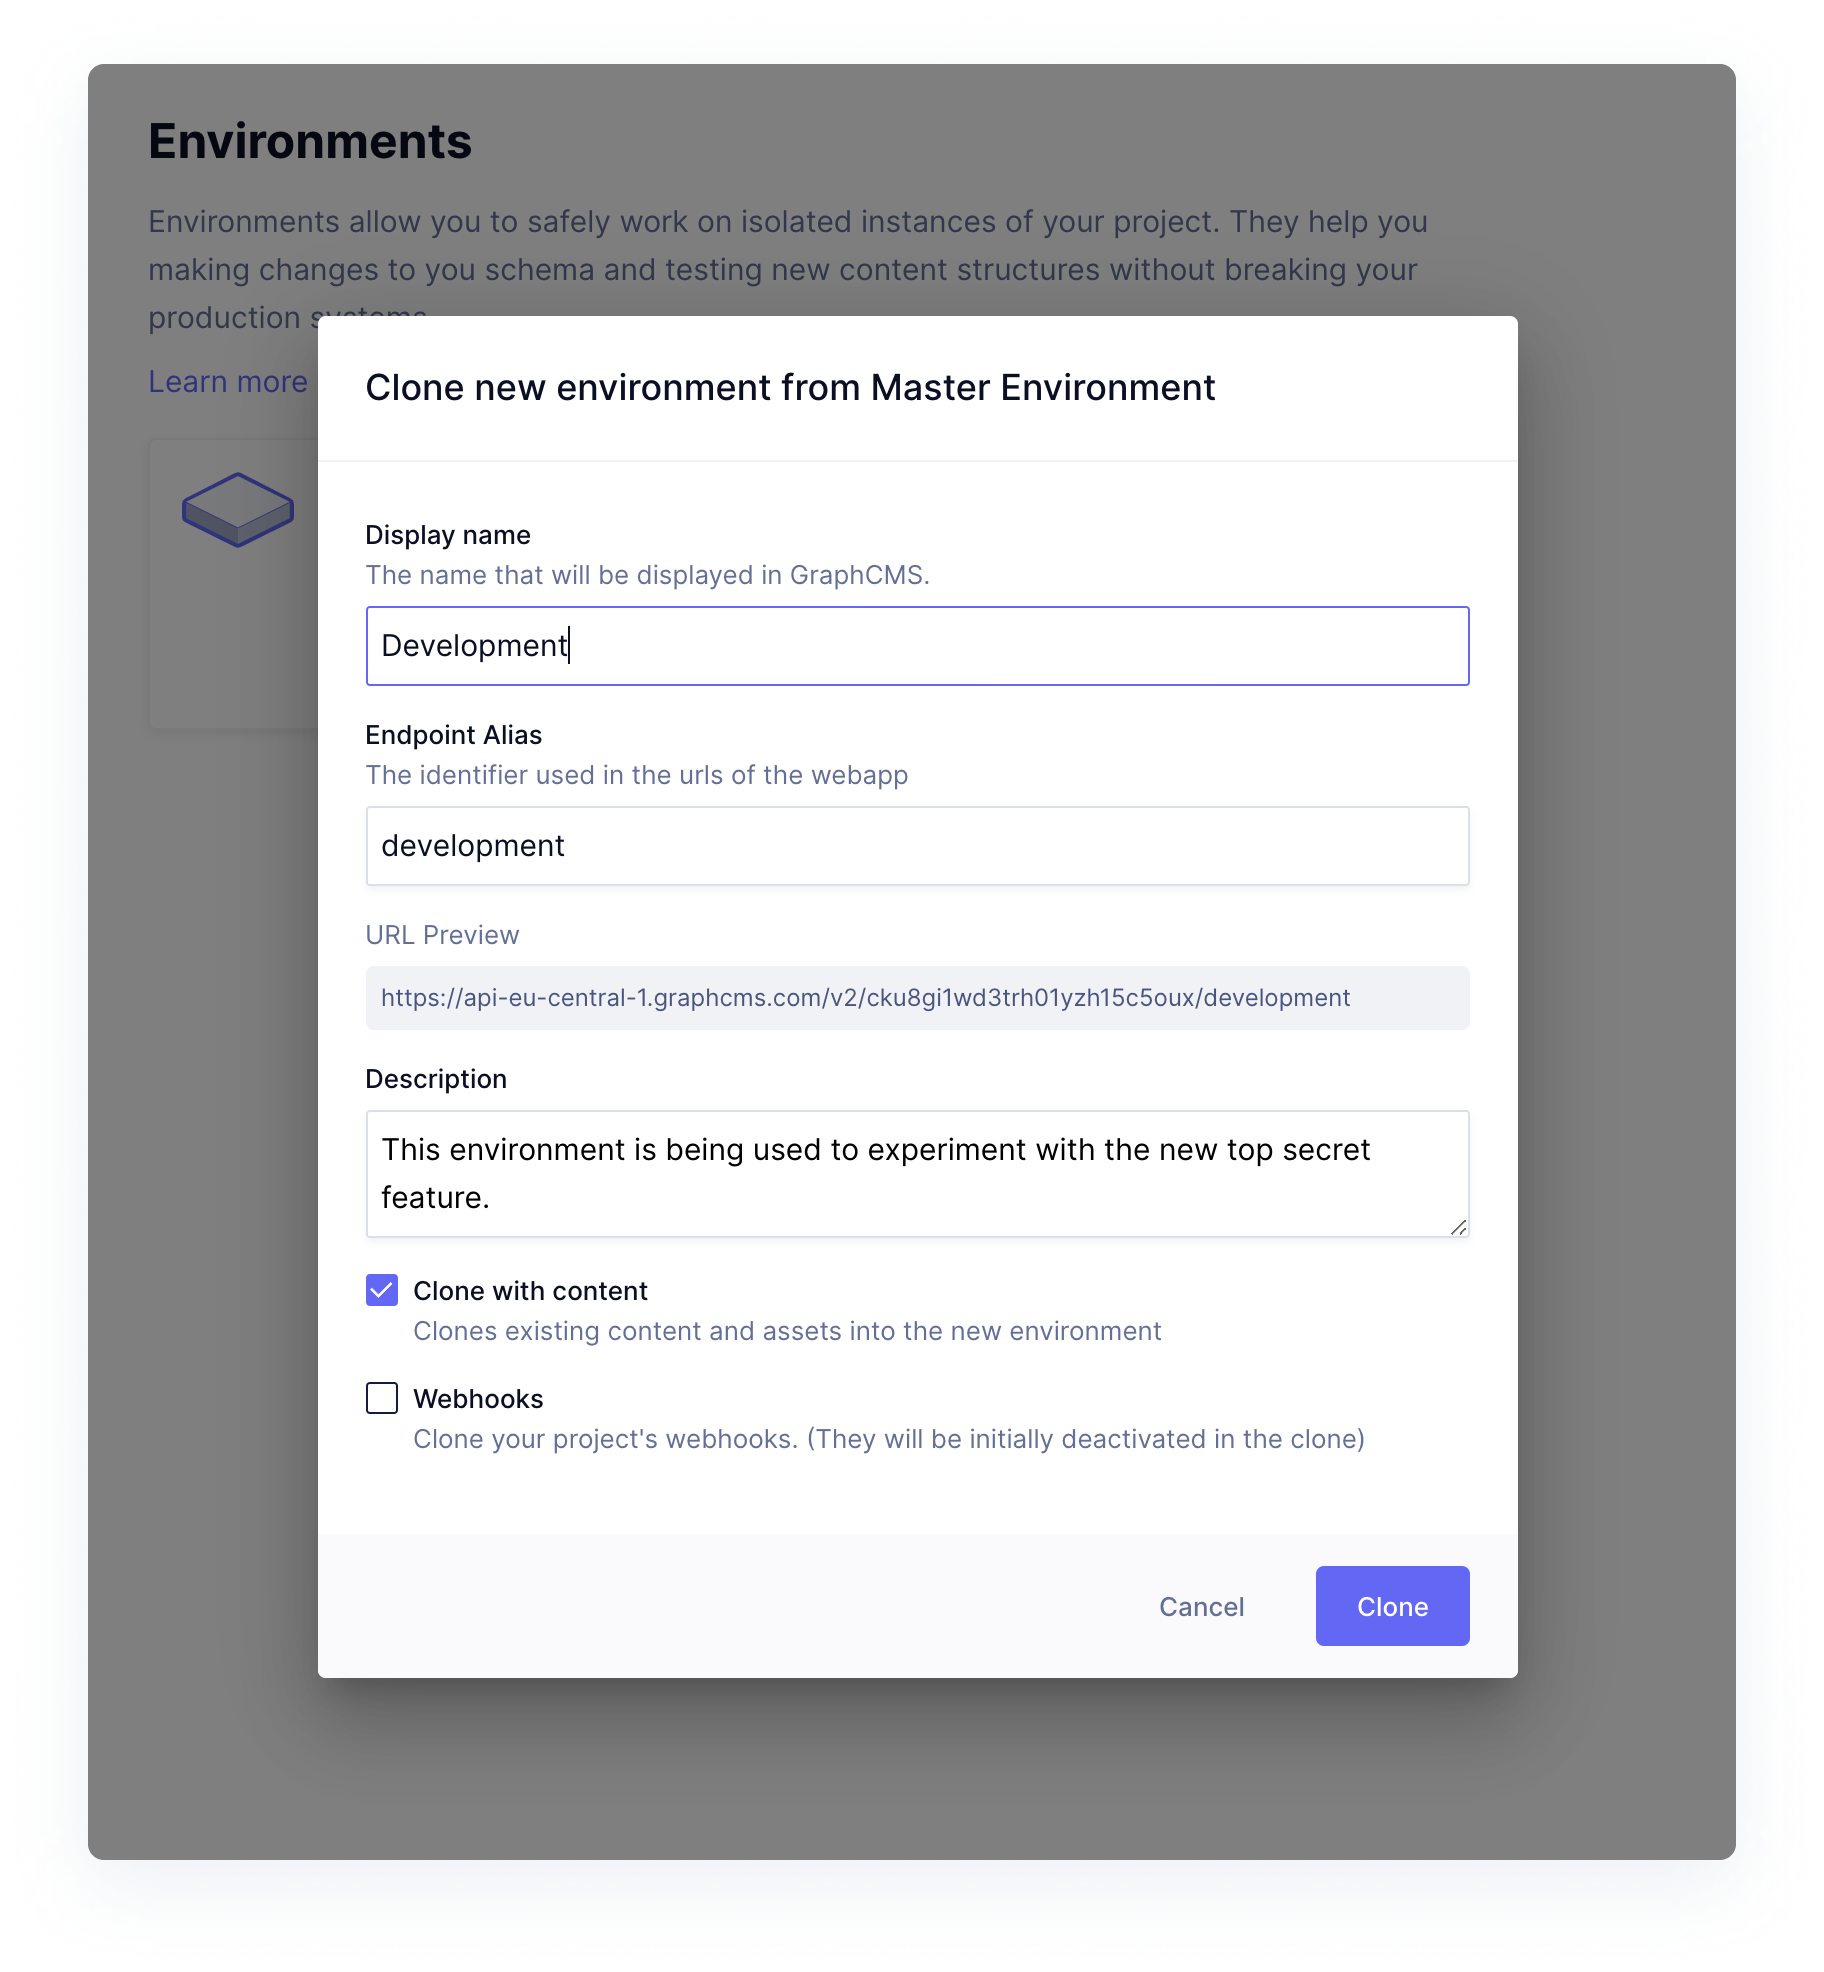 Environments
Environments allow you to safely work on isolated instances of your project. They help you
making changes to you schema and testing new content structures without breaking your
production systems.
Learn more
Clone new environment from Master Environment
Display name
The name that will be displayed in GraphCMS.
Development
Endpoint Alias
The identifier used in the urls of the webapp
development
URL Preview
https://api-eu-central-1.graphcms.com/v2/cku8gi1wd3trh01yzh15c5oux/development
Description
This environment is being used to experiment with the new top secret
feature.
Clone with content
Clones existing content and assets into the new environment
Webhooks
Clone your project's webhooks. (They will be initially deactivated in the clone)
Cancel
Clone